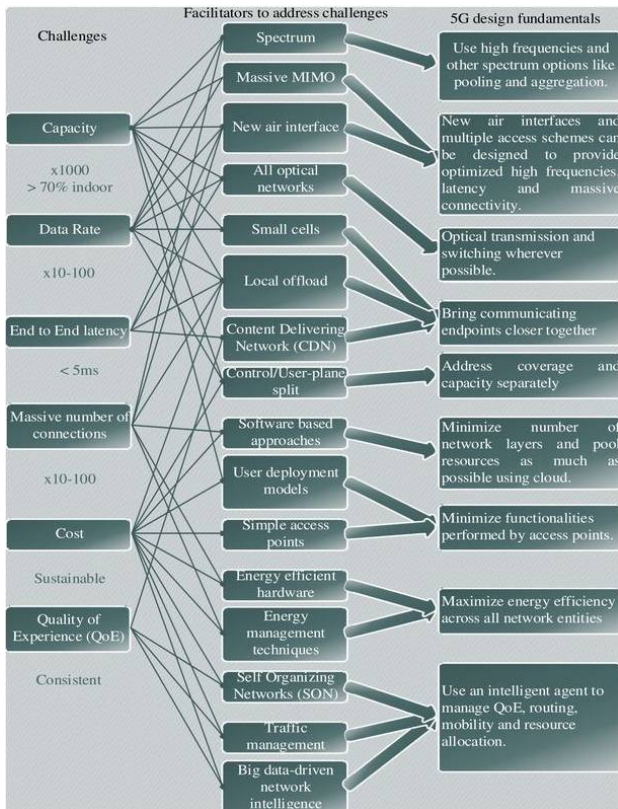 Challenges
Capacity
x1000
> 70% indoor
Data Rate
x10-100
End to End latency
< 5ms
Massive number of
connections
x10-100
Cost
Sustainable
Quality of
Experience (QoE)
Consistent
Facilitators to address challenges
Spectrum
Massive MIMO
New air interface
All optical
networks
Small cells
Local offload
Content Delivering
Network (CDN)
Control/User-plane
split
Software based
approaches
User deployment
models
Simple access
points
Energy efficient
hardware
Energy
management
techniques
Self Organizing
Networks (SON)
Traffic
management
Big data-driven
network
intelligence
5G design fundamentals
Use high frequencies and
other spectrum options like
pooling and aggregation.
New air interfaces and
multiple access schemes can
be designed to provide
optimized high frequencies,
latency and massive
connectivity.
Optical transmission and
switching wherever
possible.
Bring communicating
endpoints closer together
Address coverage and
capacity separately
Minimize number of
network layers and pool
resources as much as
possible using cloud.
Minimize functionalities
performed by access points.
Maximize energy efficiency
across all network entities
Use an intelligent agent to
manage QoE, routing,
mobility and resource
allocation.